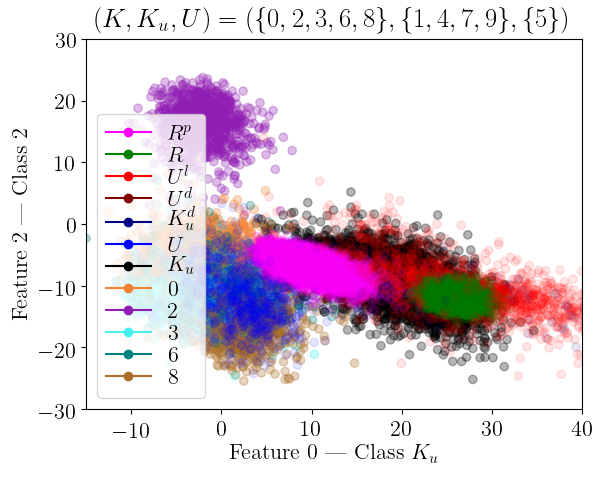 (K, K_u, U) = ({0, 2, 3, 6, 8}, {1, 4, 7, 9}, {5})
30
20
10
0
−10
−20
−30
Feature 2 — Class 2
R^p
R
U^l
U^d
K_u^d
U
K_u
0
2
3
6
8
−10
0
10
20
30
40
Feature 0 — Class K_u